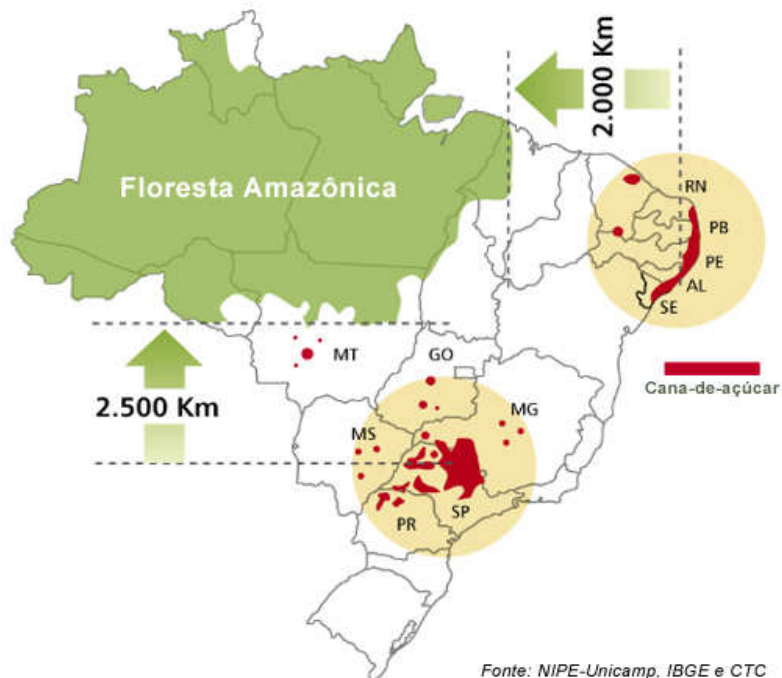 2.000 Km
Floresta Amazônica
RN
PB
PE
AL
SE
MT
GO
Cana-de-açúcar
2.500 Km
MG
MS
SP
PR
Fonte: NIPE-Unicamp, IBGE e CTC